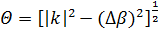 Θ = [|k|² − (Δβ)²]^½